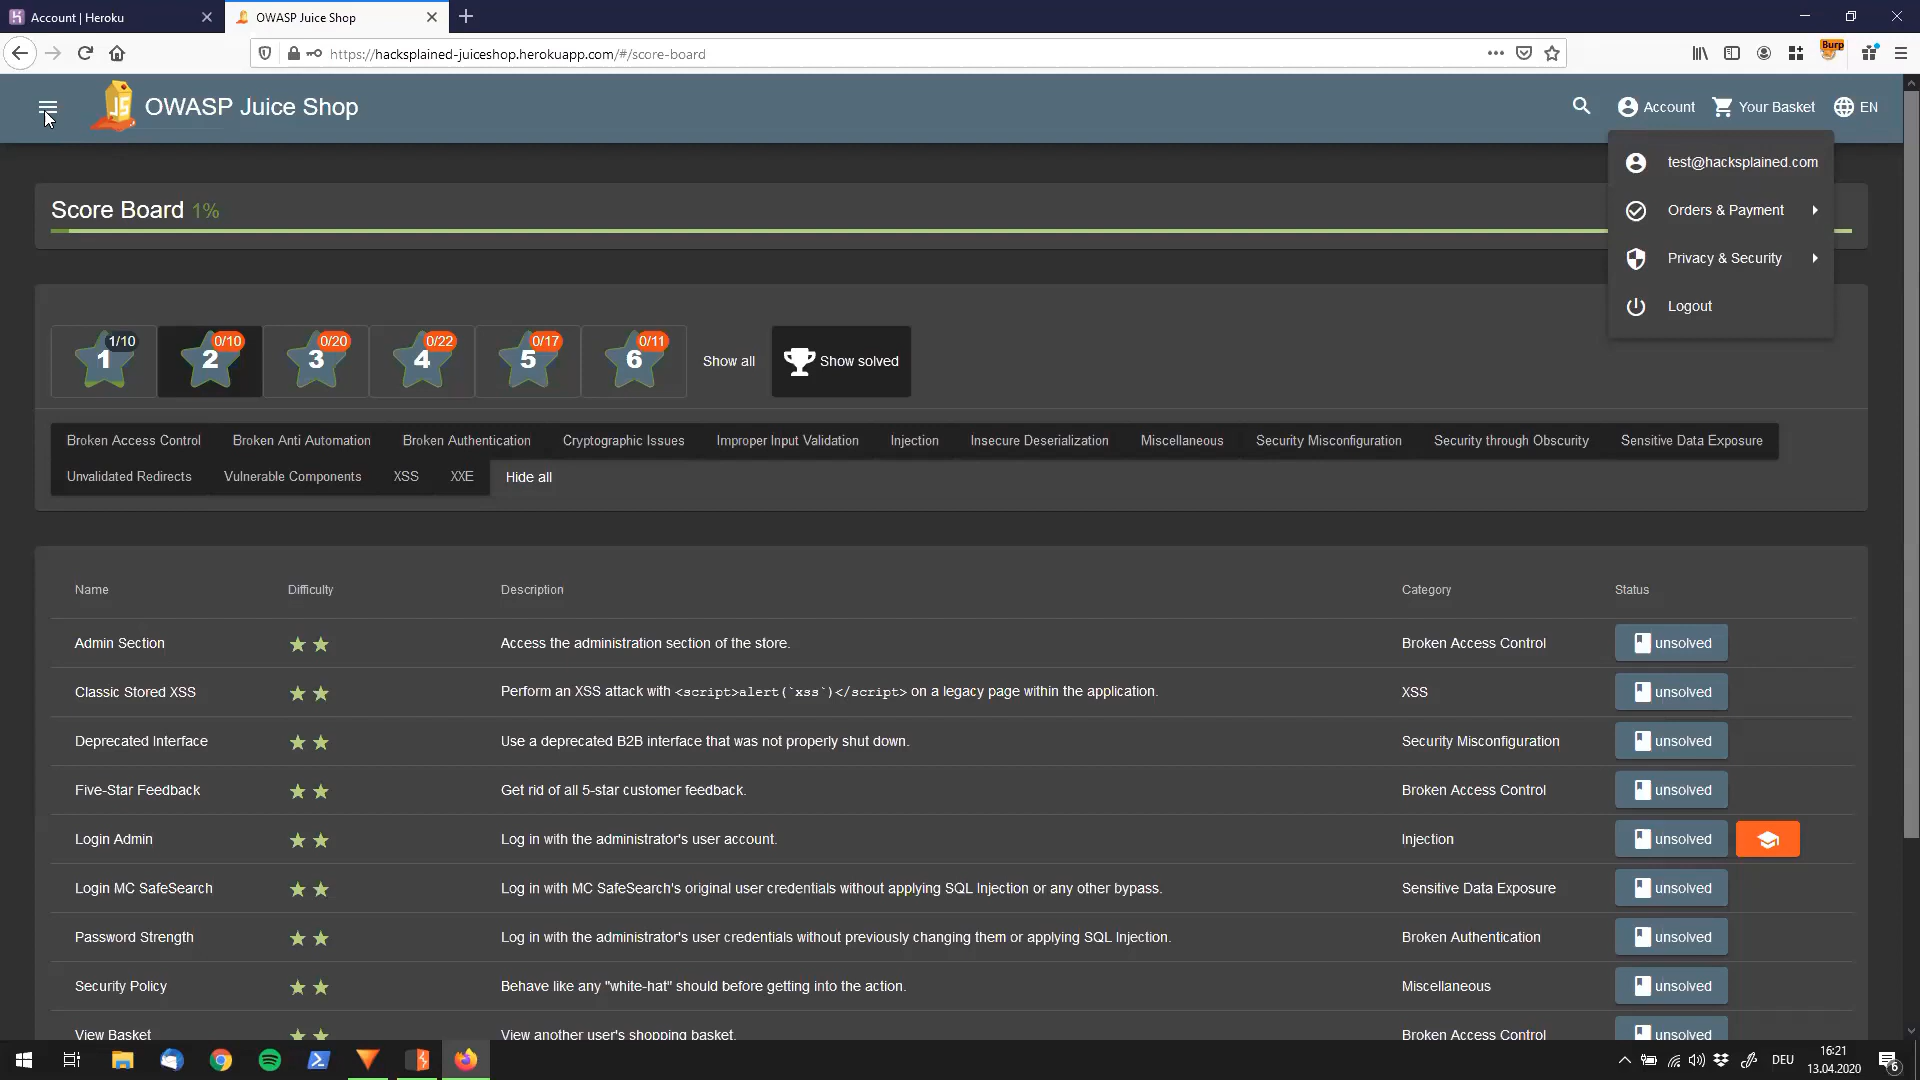 Account | Heroku
OWASP Juice Shop
https://hacksplained-juiceshop.herokuapp.com/#/score-board
Burp
JS
OWASP Juice Shop
Account
Your Basket
EN
test@hacksplained.com
Orders & Payment
Privacy & Security
Logout
Score Board 1%
1 1/10
2 0/10
3 0/20
4 0/22
5 0/17
6 0/11
Show all
Show solved
Broken Access Control Broken Anti Automation Broken Authentication Cryptographic Issues Improper Input Validation Injection Insecure Deserialization Miscellaneous Security Misconfiguration Security through Obscurity Sensitive Data Exposure
Unvalidated Redirects Vulnerable Components XSS XXE Hide all
Name Difficulty Description Category Status
Admin Section Access the administration section of the store. Broken Access Control unsolved
Classic Stored XSS Perform an XSS attack with <script>alert(`xss`)</script> on a legacy page within the application. XSS unsolved
Deprecated Interface Use a deprecated B2B interface that was not properly shut down. Security Misconfiguration unsolved
Five-Star Feedback Get rid of all 5-star customer feedback. Broken Access Control unsolved
Login Admin Log in with the administrator's user account. Injection unsolved
Login MC SafeSearch Log in with MC SafeSearch's original user credentials without applying SQL Injection or any other bypass. Sensitive Data Exposure unsolved
Password Strength Log in with the administrator's user credentials without previously changing them or applying SQL Injection. Broken Authentication unsolved
Security Policy Behave like any "white-hat" should before getting into the action. Miscellaneous unsolved
View Basket View another user's shopping basket. Broken Access Control unsolved
DEU
16:21
13.04.2020
6